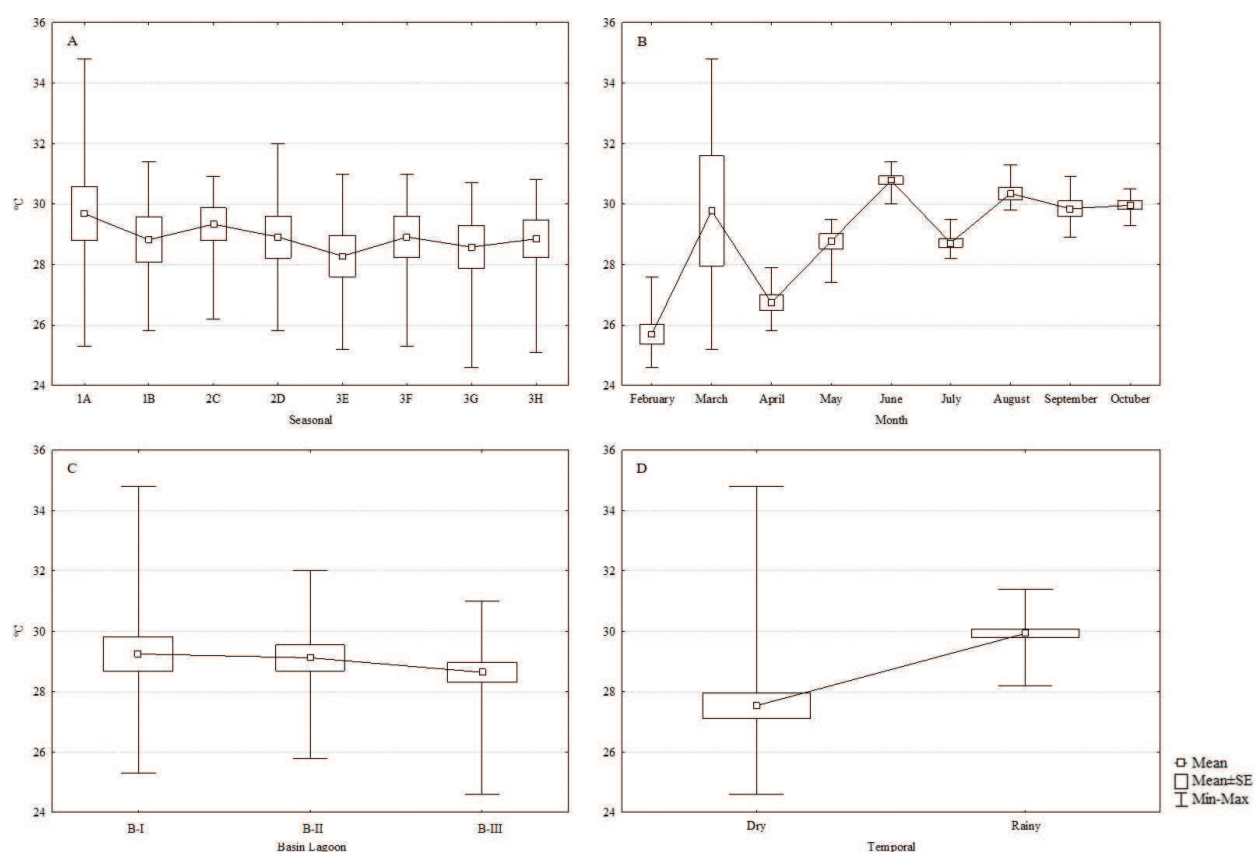 A
36
34
32
30
28
26
24
°C
1A 1B 2C 2D 3E 3F 3G 3H
Seasonal
B
36
34
32
30
28
26
24
February March April May June July August September Octuber
Month
C
36
34
32
30
28
26
24
°C
B-I B-II B-III
Basin Lagoon
D
36
34
32
30
28
26
24
Dry Rainy
Temporal
Mean
Mean±SE
Min-Max